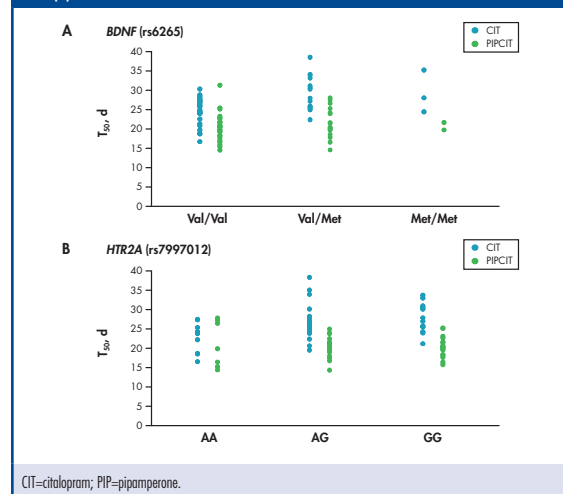 A BDNF (rs6265)
CIT
PIPCIT
T50, d
40
35
30
25
20
15
10
5
0
Val/Val Val/Met Met/Met
B HTR2A (rs7997012)
CIT
PIPCIT
T50, d
40
35
30
25
20
15
10
5
0
AA AG GG
CIT=citalopram; PIP=pipamperone.